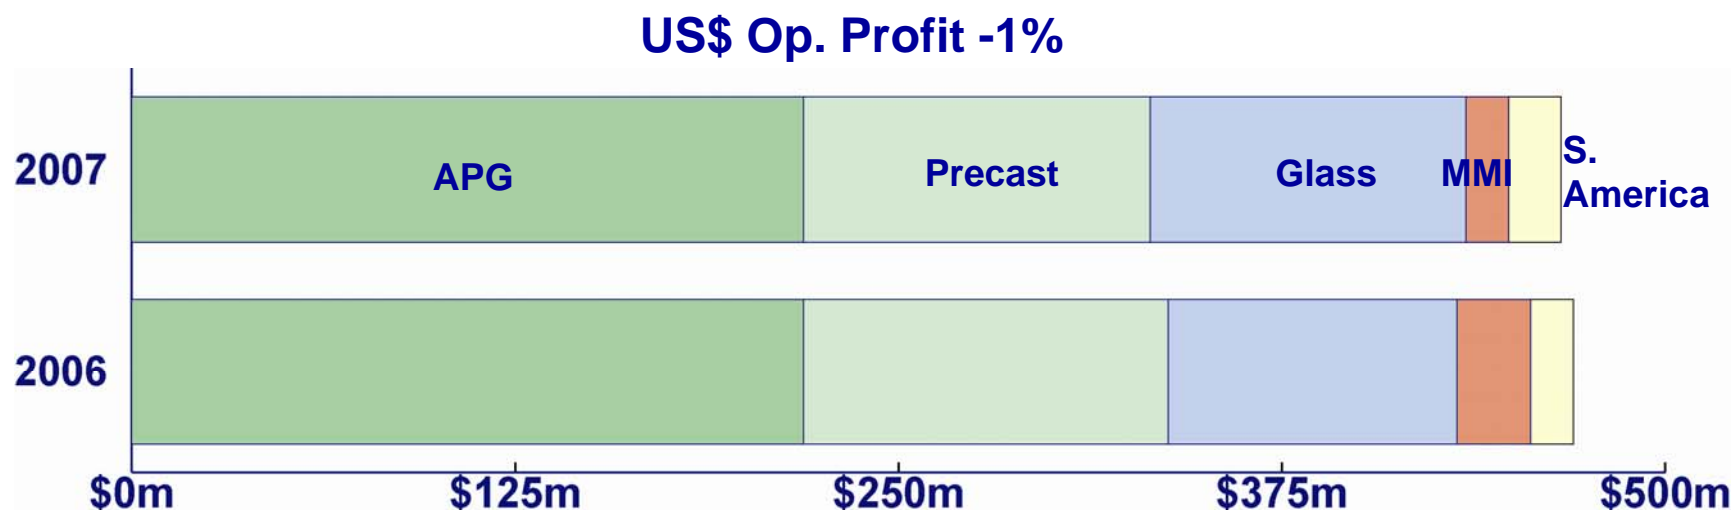 US$ Op. Profit -1%
2007
APG
Precast
Glass
MMI
S.
America
2006
$0m
$125m
$250m
$375m
$500m